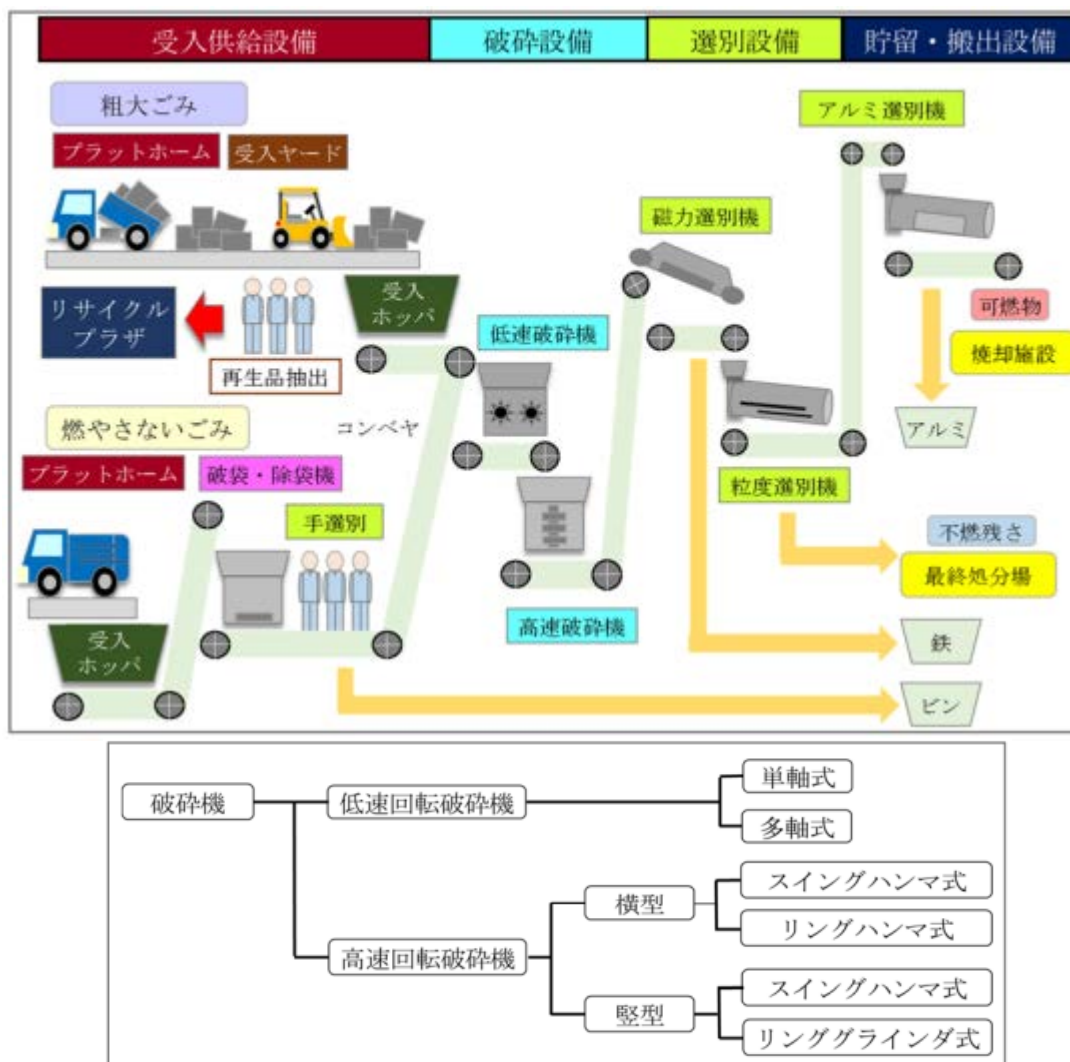 受入供給設備
破砕設備
選別設備
貯留・搬出設備
粗大ごみ
プラットホーム
受入ヤード
アルミ選別機
磁力選別機
受入
ホッパ
リサイクル
プラザ
再生品抽出
低速破砕機
可燃物
焼却施設
アルミ
コンベヤ
燃やさないごみ
プラットホーム
破袋・除袋機
手選別
粒度選別機
不燃残さ
最終処分場
高速破砕機
受入
ホッパ
鉄
ビン
破砕機
低速回転破砕機
単軸式
多軸式
高速回転破砕機
横型
スイングハンマ式
リングハンマ式
竪型
スイングハンマ式
リンググラインダ式